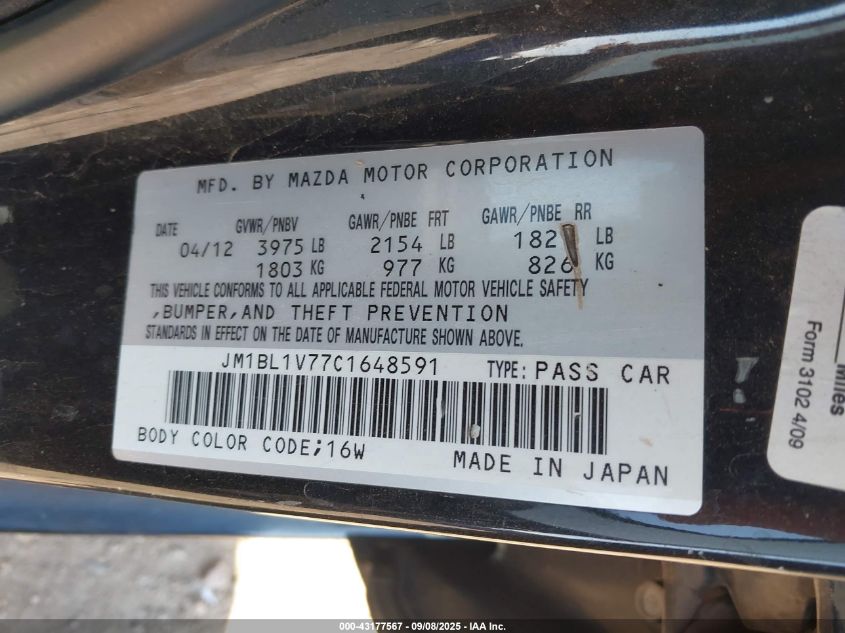 MFD. BY MAZDA MOTOR CORPORATION
DATE GVWR/PNBV GAWR/PNBE FRT GAWR/PNBE RR
04/12 3975 LB 2154 LB LB
1803 KG 977 KG 826 KG
THIS VEHICLE CONFORMS TO ALL APPLICABLE FEDERAL MOTOR VEHICLE SAFETY
,BUMPER,AND THEFT PREVENTION
STANDARDS IN EFFECT ON THE DATE OF MANUFACTURE SHOWN ABOVE.
JM1BL1V77C1648591 TYPE: PASS CAR
BODY COLOR CODE;16W
MADE IN JAPAN
Miles
Form 3102 4/09
000-43177567 - 09/08/2025 - IAA Inc.